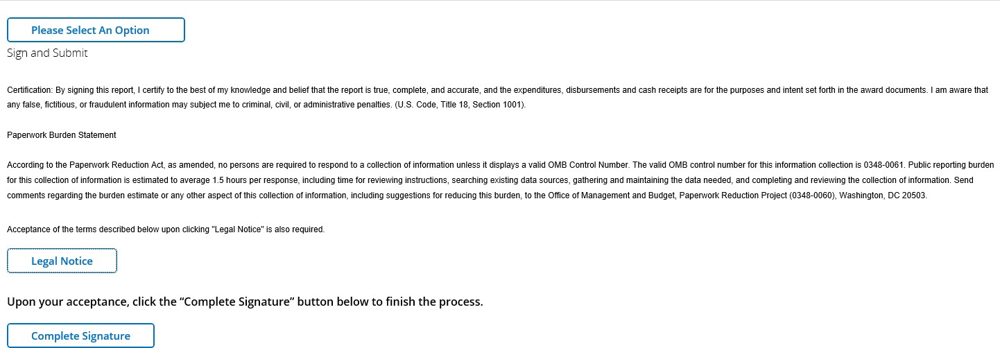 Please Select An Option
Sign and Submit
Certification: By signing this report, I certify to the best of my knowledge and belief that the report is true, complete, and accurate, and the expenditures, disbursements and cash receipts are for the purposes and intent set forth in the award documents. I am aware that
any false, fictitious, or fraudulent information may subject me to criminal, civil, or administrative penalties. (U.S. Code, Title 18, Section 1001).
Paperwork Burden Statement
According to the Paperwork Reduction Act, as amended, no persons are required to respond to a collection of information unless it displays a valid OMB Control Number. The valid OMB control number for this information collection is 0348-0061. Public reporting burden
for this collection of information is estimated to average 1.5 hours per response, including time for reviewing instructions, searching existing data sources, gathering and maintaining the data needed, and completing and reviewing the collection of information. Send
comments regarding the burden estimate or any other aspect of this collection of information, including suggestions for reducing this burden, to the Office of Management and Budget, Paperwork Reduction Project (0348-0060), Washington, DC 20503.
Acceptance of the terms described below upon clicking "Legal Notice" is also required.
Legal Notice
Upon your acceptance, click the “Complete Signature” button below to finish the process.
Complete Signature